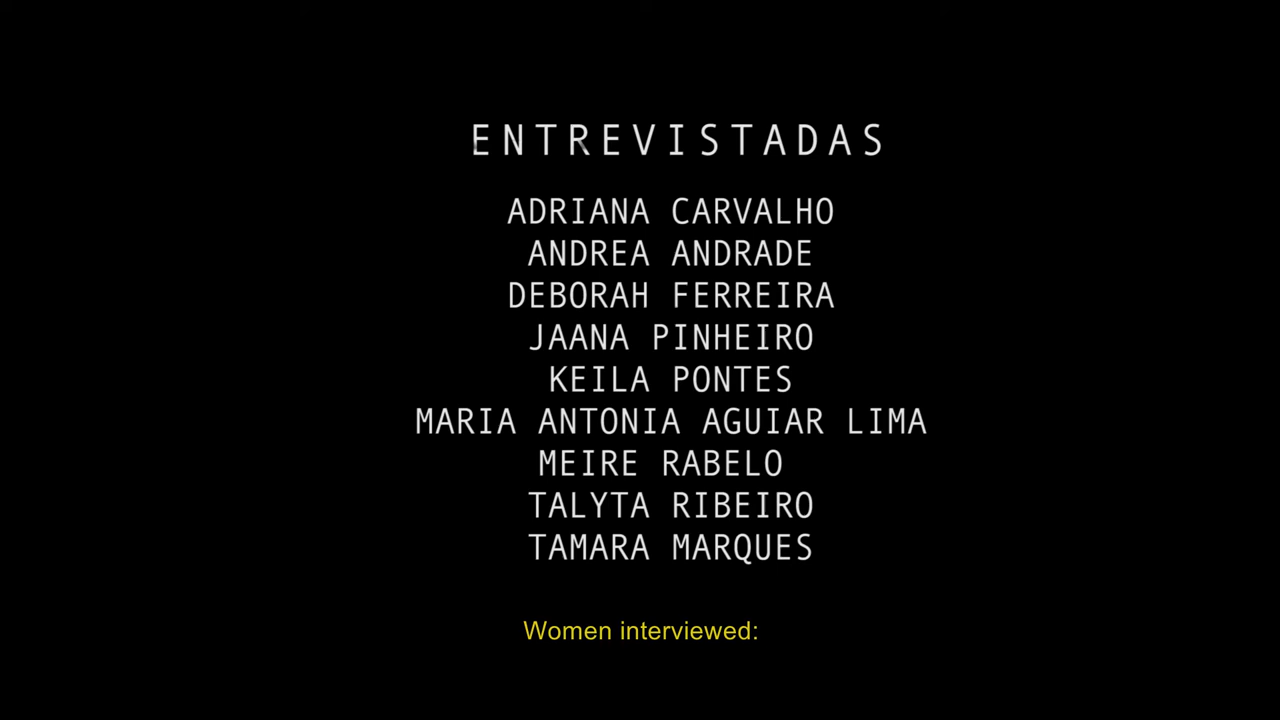 ENTREVISTADAS
ADRIANA CARVALHO
ANDREA ANDRADE
DEBORAH FERREIRA
JAANA PINHEIRO
KEILA PONTES
MARIA ANTONIA AGUIAR LIMA
MEIRE RABELO
TALYTA RIBEIRO
TAMARA MARQUES
Women interviewed: